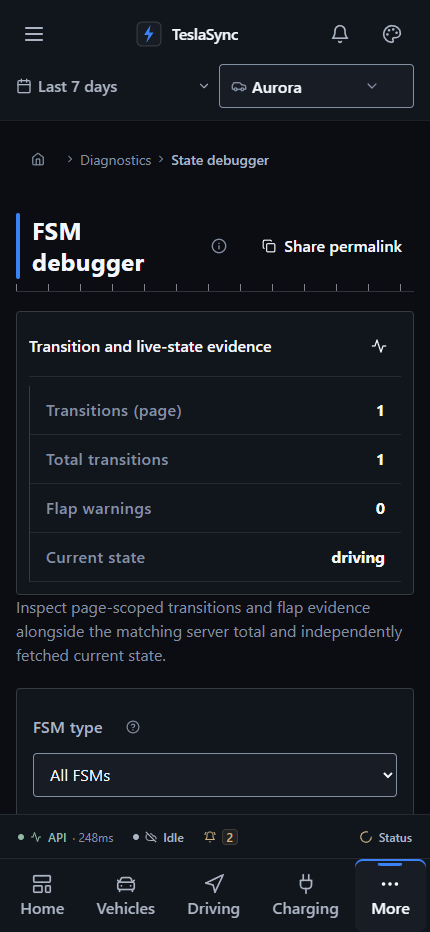 TeslaSync
Last 7 days
Aurora
Diagnostics
State debugger
FSM
debugger
Share permalink
Transition and live-state evidence
Transitions (page) 1
Total transitions 1
Flap warnings 0
Current state driving
Inspect page-scoped transitions and flap evidence
alongside the matching server total and independently
fetched current state.
FSM type
All FSMs
API · 248ms Idle 2 Status
Home Vehicles Driving Charging More